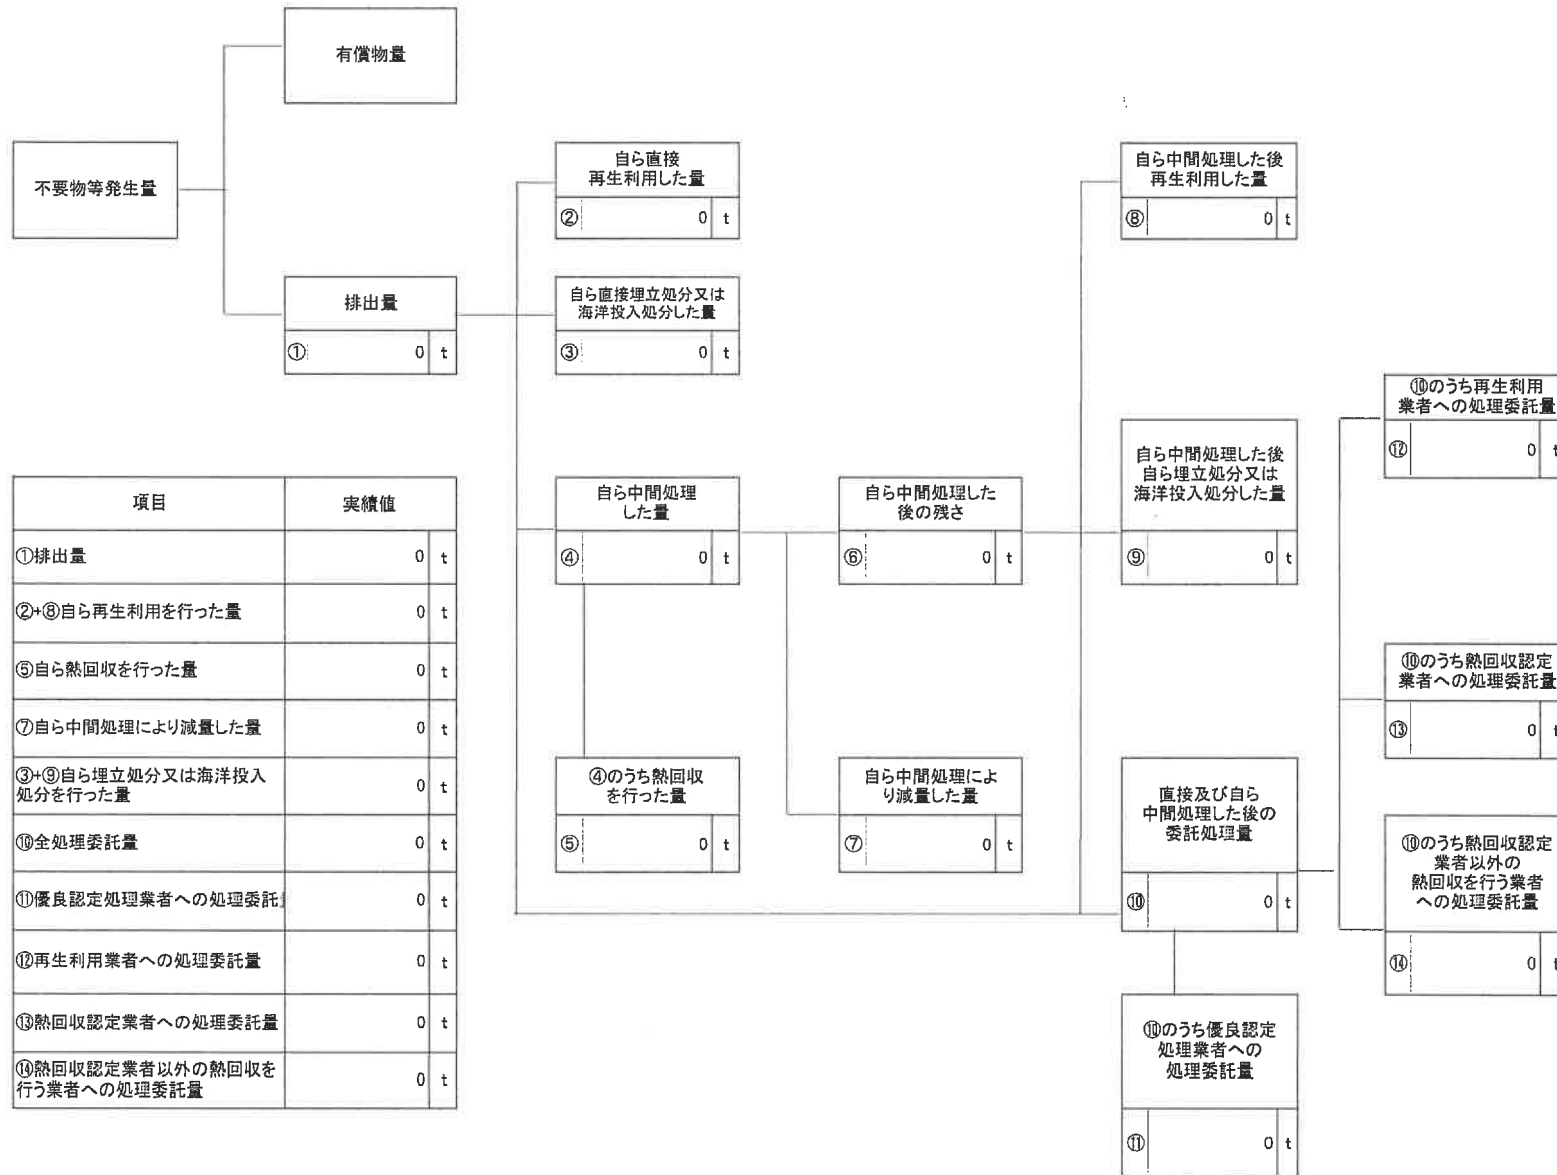 有償物量
不要物等発生量
排出量
① 0 t
自ら直接
再生利用した量
② 0 t
自ら直接埋立処分又は
海洋投入処分した量
③ 0 t
自ら中間処理
した量
④ 0 t
④のうち熱回収
を行った量
⑤ 0 t
自ら中間処理した
後の残さ
⑥ 0 t
自ら中間処理によ
り減量した量
⑦ 0 t
自ら中間処理した後
再生利用した量
⑧ 0 t
自ら中間処理した後
自ら埋立処分又は
海洋投入処分した量
⑨ 0 t
直接及び自ら
中間処理した後の
委託処理量
⑩ 0 t
⑩のうち優良認定
処理業者への
処理委託量
⑪ 0 t
⑩のうち再生利用
業者への処理委託量
⑫ 0 t
⑩のうち熱回収認定
業者への処理委託量
⑬ 0 t
⑩のうち熱回収認定
業者以外の
熱回収を行う業者
への処理委託量
⑭ 0 t
項目 実績値
①排出量 0 t
②+⑧自ら再生利用を行った量 0 t
⑤自ら熱回収を行った量 0 t
⑦自ら中間処理により減量した量 0 t
③+⑨自ら埋立処分又は海洋投入
処分を行った量 0 t
⑩全処理委託量 0 t
⑪優良認定処理業者への処理委託 0 t
⑫再生利用業者への処理委託量 0 t
⑬熱回収認定業者への処理委託量 0 t
⑭熱回収認定業者以外の熱回収を
行う業者への処理委託量 0 t